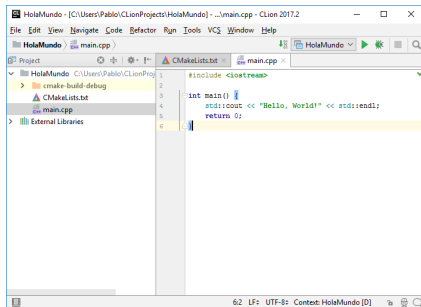 HolaMundo - [C:\Users\Pablo\CLionProjects\HolaMundo] - ...\main.cpp - CLion 2017.2
File Edit View Navigate Code Refactor Run Tools VCS Window Help
HolaMundo main.cpp HolaMundo
Project CMakeLists.txt main.cpp
HolaMundo C:\Users\Pablo\CLionProj
cmake-build-debug
CMakeLists.txt
main.cpp
External Libraries
1 #include <iostream>
2
3 int main() {
4 std::cout << "Hello, World!" << std::endl;
5 return 0;
6 }
6:2 LF÷ UTF-8÷ Context: HolaMundo [D]